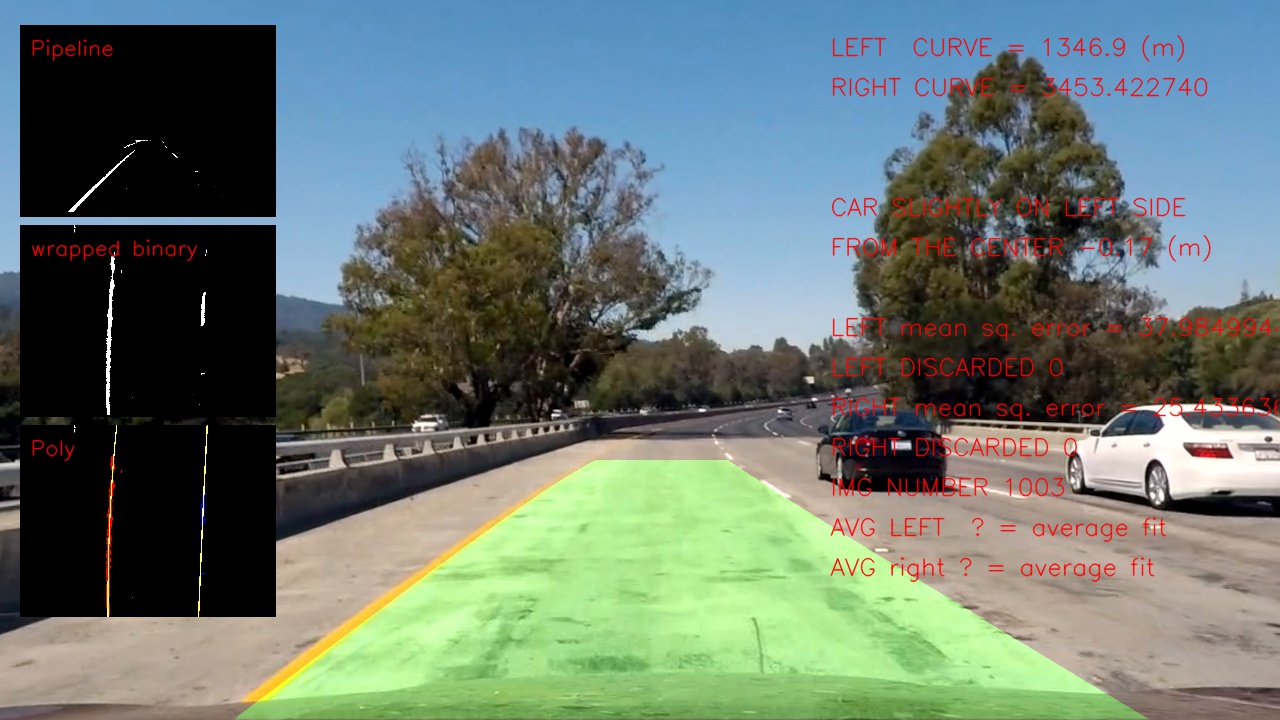 Pipeline
wrapped binary
Poly
LEFT CURVE = 1346.9 (m)
RIGHT CURVE = 3453.422740
CAR SLIGHTLY ON LEFT SIDE
FROM THE CENTER -0.17 (m)
LEFT mean sq. error = 37.984994
LEFT DISCARDED 0
RIGHT mean sq. error = 25.433636
RIGHT DISCARDED 0
IMG NUMBER 1003
AVG LEFT ? = average fit
AVG right ? = average fit